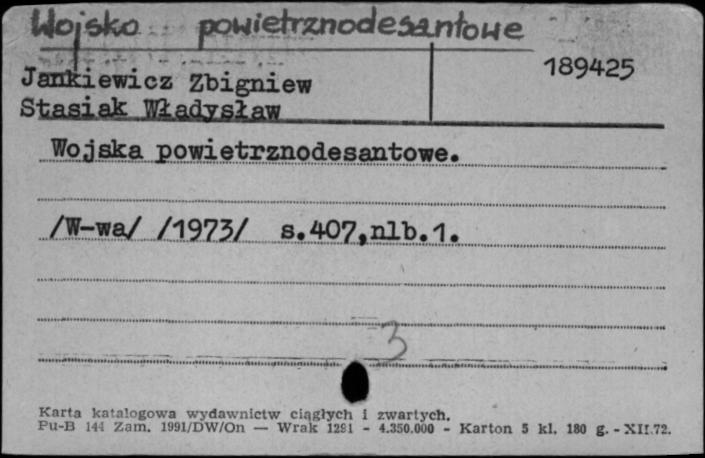 Wojsko powietrznodesantowe
189425
Jankiewicz Zbigniew
Stasiak Władysław
Wojska powietrznodesantowe.
/W-wa/ /1973/ s.407,nlb.1.
3
Karta katalogowa wydawnictw ciągłych i zwartych.
Pu-B 144 Zam. 1991/DW/On — Wrak 1291 - 4.350.000 - Karton 5 kl. 180 g. - XII.72.